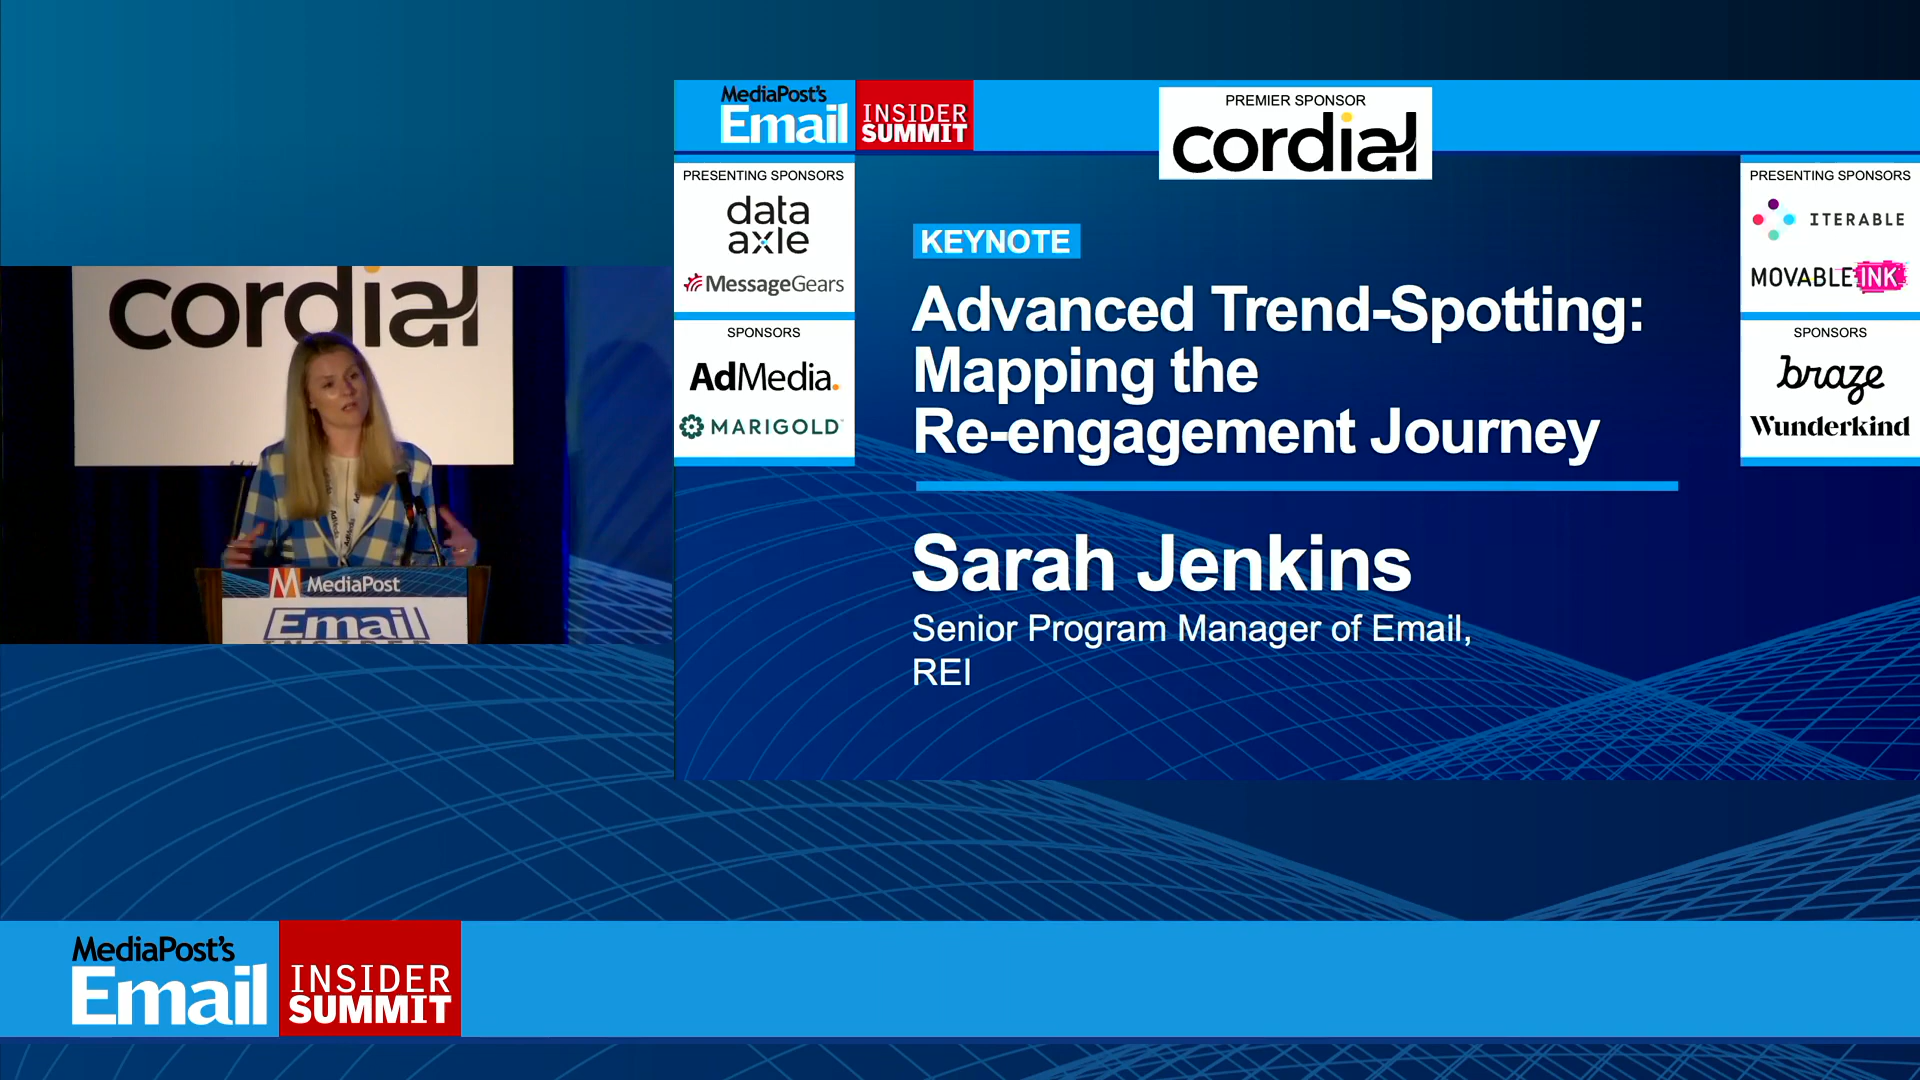 MediaPost's
Email
INSIDER
SUMMIT
PREMIER SPONSOR
cordial
PRESENTING SPONSORS
data
axle
MessageGears
SPONSORS
AdMedia.
MARIGOLD
KEYNOTE
Advanced Trend-Spotting:
Mapping the
Re-engagement Journey
Sarah Jenkins
Senior Program Manager of Email,
REI
PRESENTING SPONSORS
ITERABLE
MOVABLE INK
SPONSORS
braze
Wunderkind
cordial
AdMedia
M MediaPost
Email
INSIDER
MediaPost's
Email
INSIDER
SUMMIT